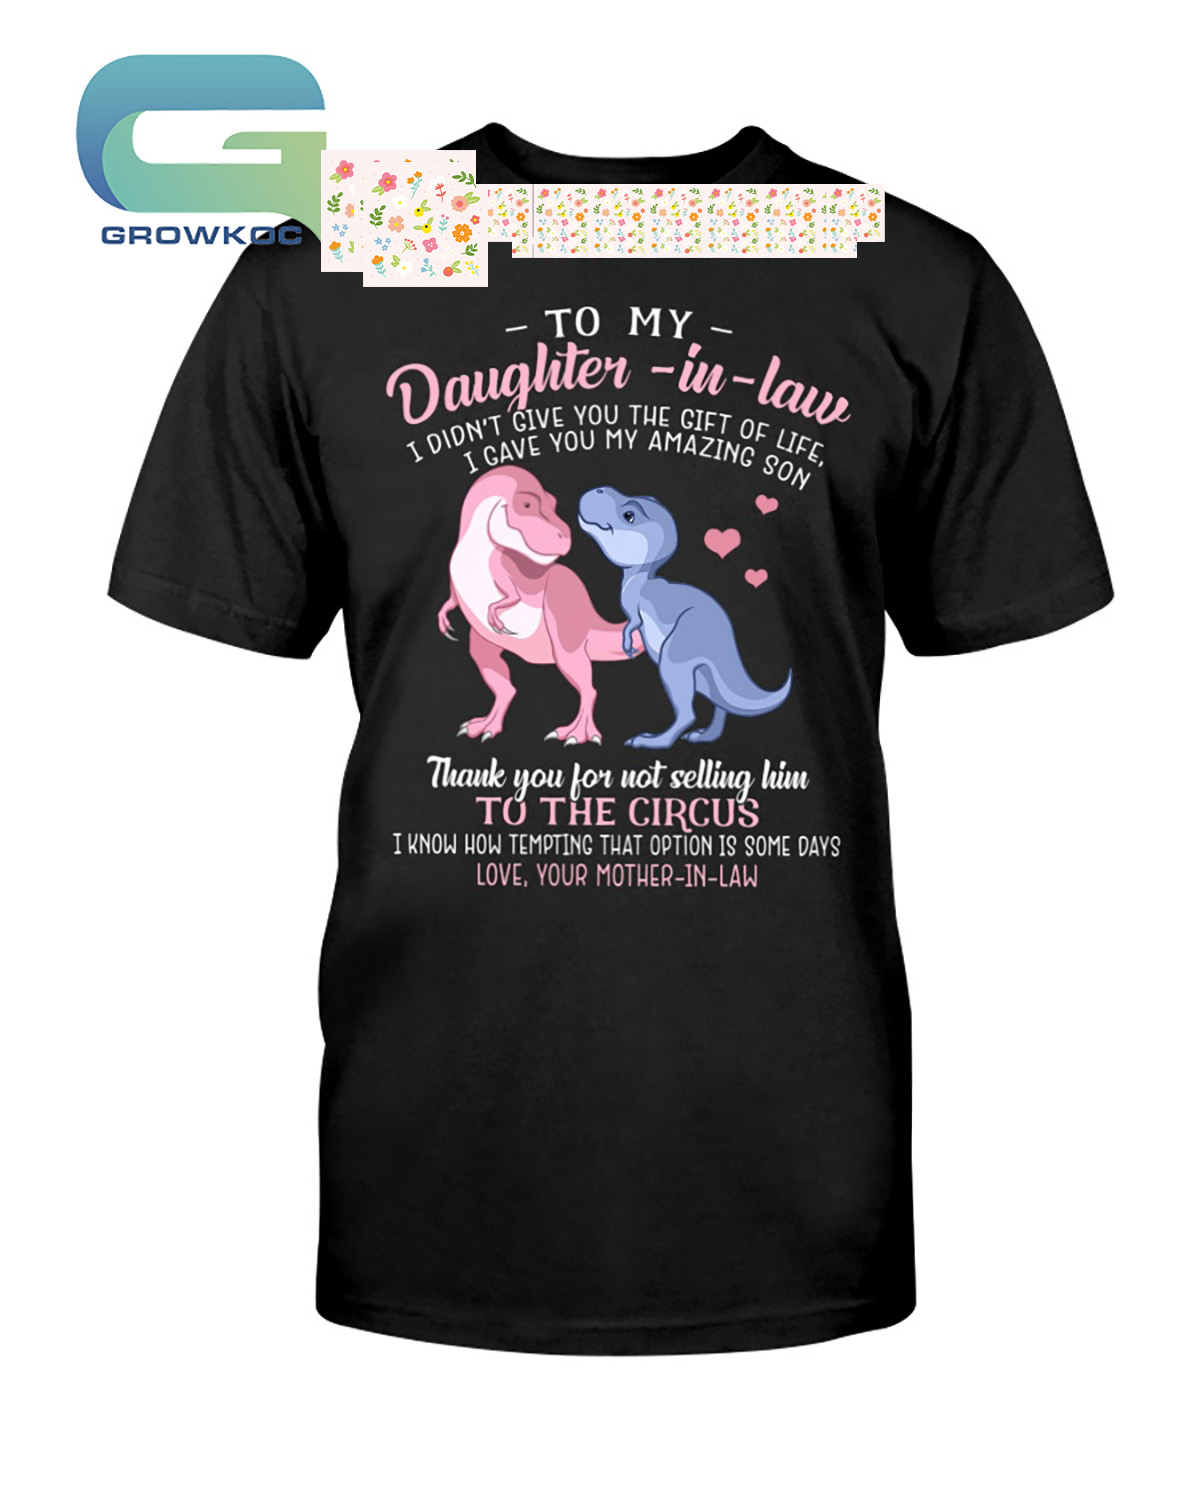 GROWKOC
– TO MY –
Daughter -in-law
I DIDN'T GIVE YOU THE GIFT OF LIFE,
I GAVE YOU MY AMAZING SON
Thank you for not selling him
TO THE CIRCUS
I KNOW HOW TEMPTING THAT OPTION IS SOME DAYS
LOVE, YOUR MOTHER-IN-LAW